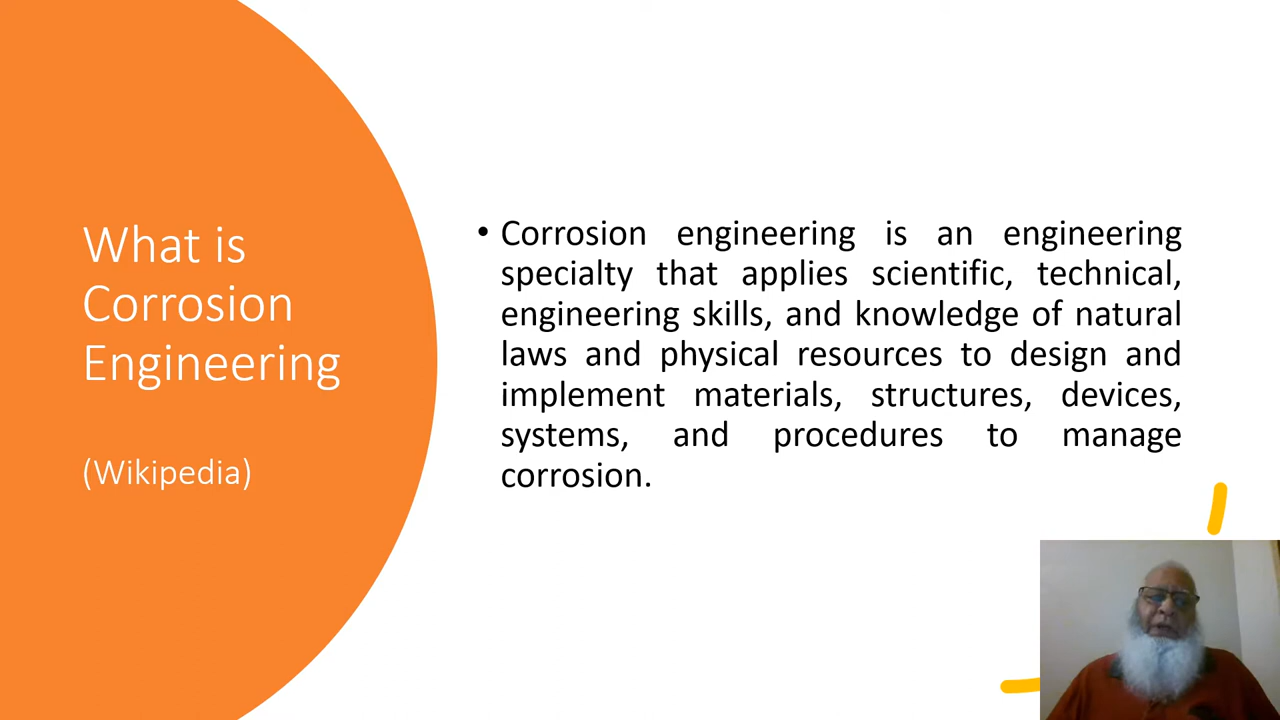 What is
Corrosion
Engineering
(Wikipedia)
• Corrosion engineering is an engineering
specialty that applies scientific, technical,
engineering skills, and knowledge of natural
laws and physical resources to design and
implement materials, structures, devices,
systems, and procedures to manage
corrosion.